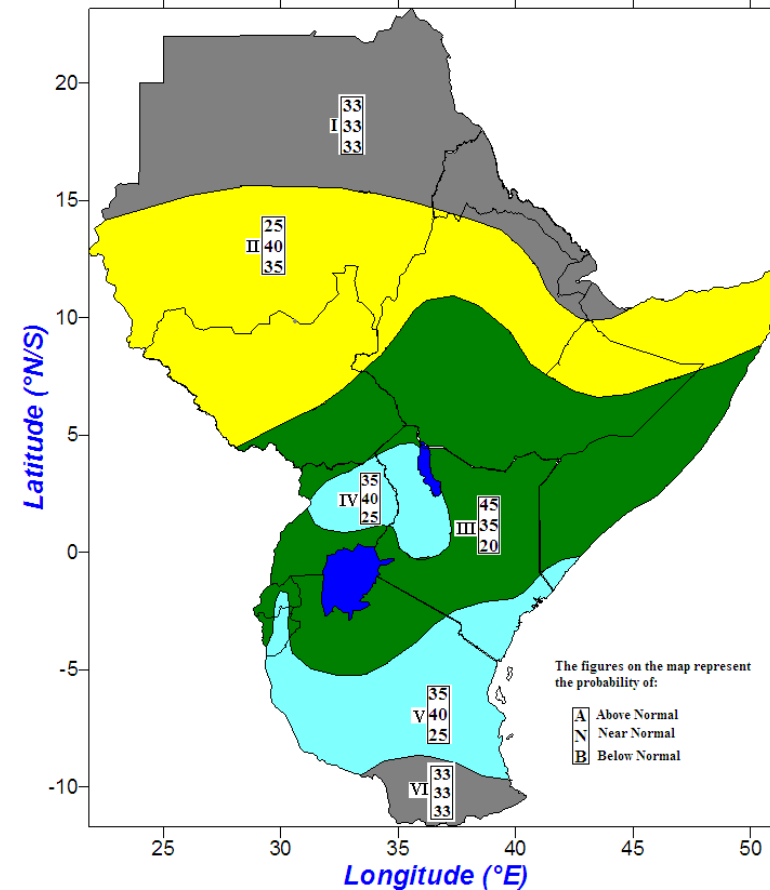 20
15
10
5
0
-5
-10
Latitude (°N/S)
I
33
33
33
II
25
40
35
IV
35
40
25
III
45
35
20
V
35
40
25
VI
33
33
33
The figures on the map represent
the probability of:
A Above Normal
N Near Normal
B Below Normal
25 30 35 40 45 50
Longitude (°E)